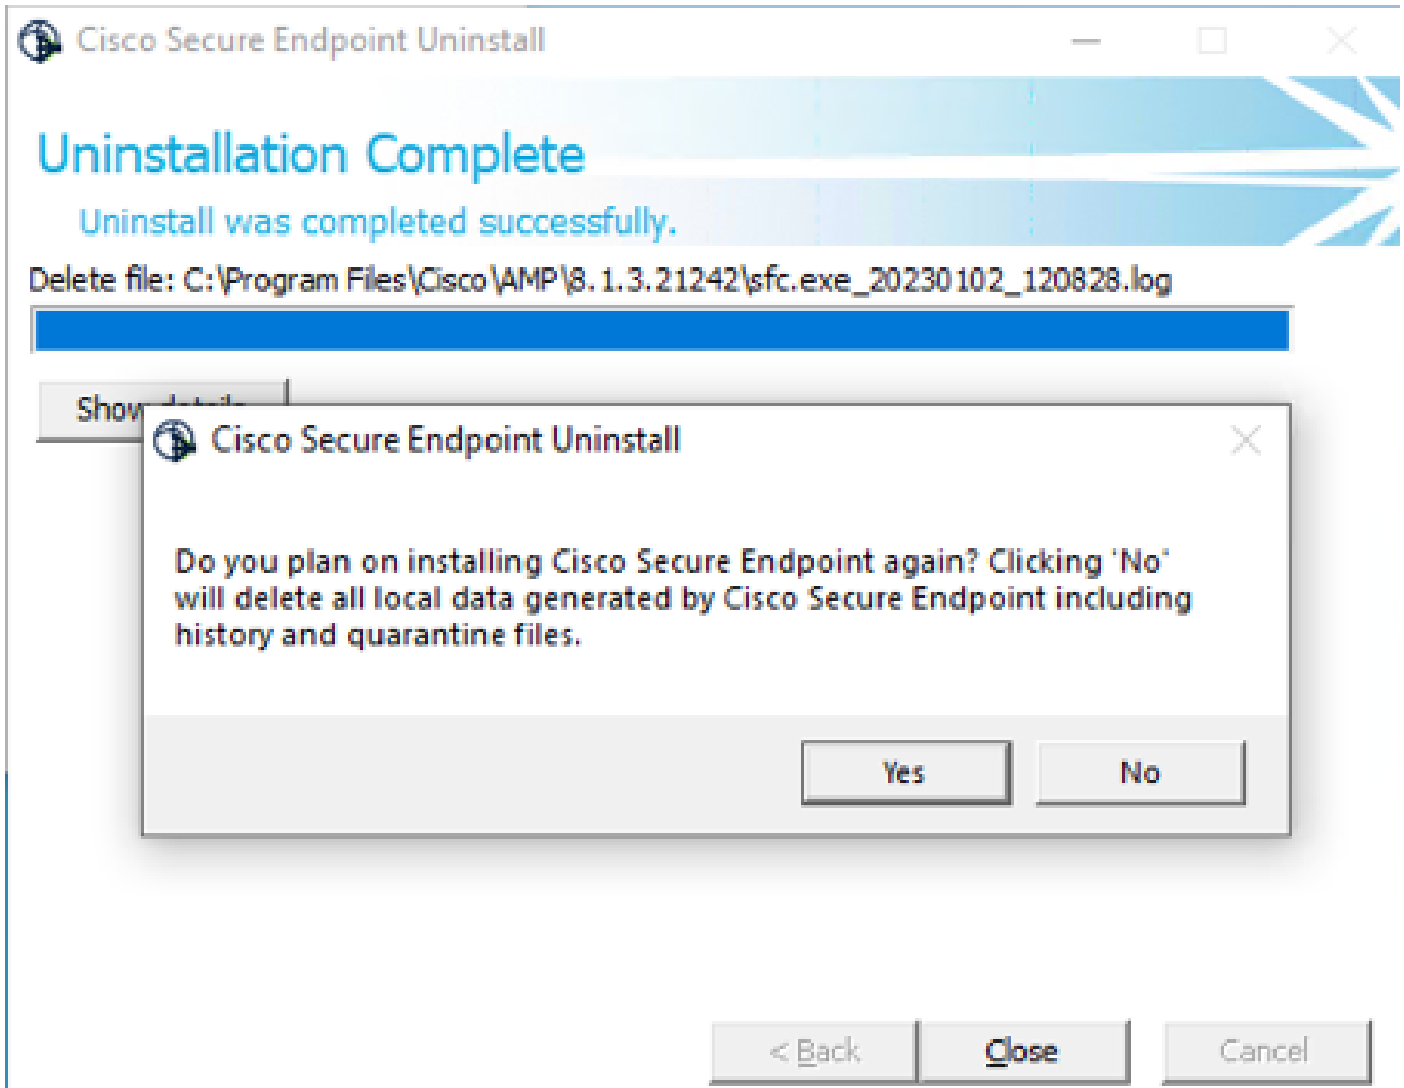 Cisco Secure Endpoint Uninstall
Uninstallation Complete
Uninstall was completed successfully.
Delete file: C:\Program Files\Cisco\AMP\8.1.3.21242\sfc.exe_20230102_120828.log
Show details
Cisco Secure Endpoint Uninstall
Do you plan on installing Cisco Secure Endpoint again? Clicking 'No'
will delete all local data generated by Cisco Secure Endpoint including
history and quarantine files.
Yes No
< Back Close Cancel